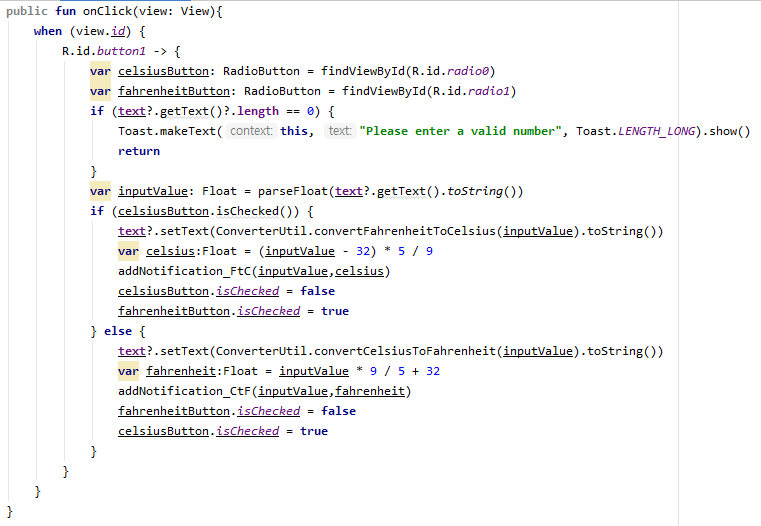 public fun onClick(view: View){
when (view.id) {
R.id.button1 -> {
var celsiusButton: RadioButton = findViewById(R.id.radio0)
var fahrenheitButton: RadioButton = findViewById(R.id.radio1)
if (text?.getText()?.length == 0) {
Toast.makeText( context: this, text: "Please enter a valid number", Toast.LENGTH_LONG).show()
return
}
var inputValue: Float = parseFloat(text?.getText().toString())
if (celsiusButton.isChecked()) {
text?.setText(ConverterUtil.convertFahrenheitToCelsius(inputValue).toString())
var celsius:Float = (inputValue - 32) * 5 / 9
addNotification_FtC(inputValue,celsius)
celsiusButton.isChecked = false
fahrenheitButton.isChecked = true
} else {
text?.setText(ConverterUtil.convertCelsiusToFahrenheit(inputValue).toString())
var fahrenheit:Float = inputValue * 9 / 5 + 32
addNotification_CtF(inputValue,fahrenheit)
fahrenheitButton.isChecked = false
celsiusButton.isChecked = true
}
}
}
}